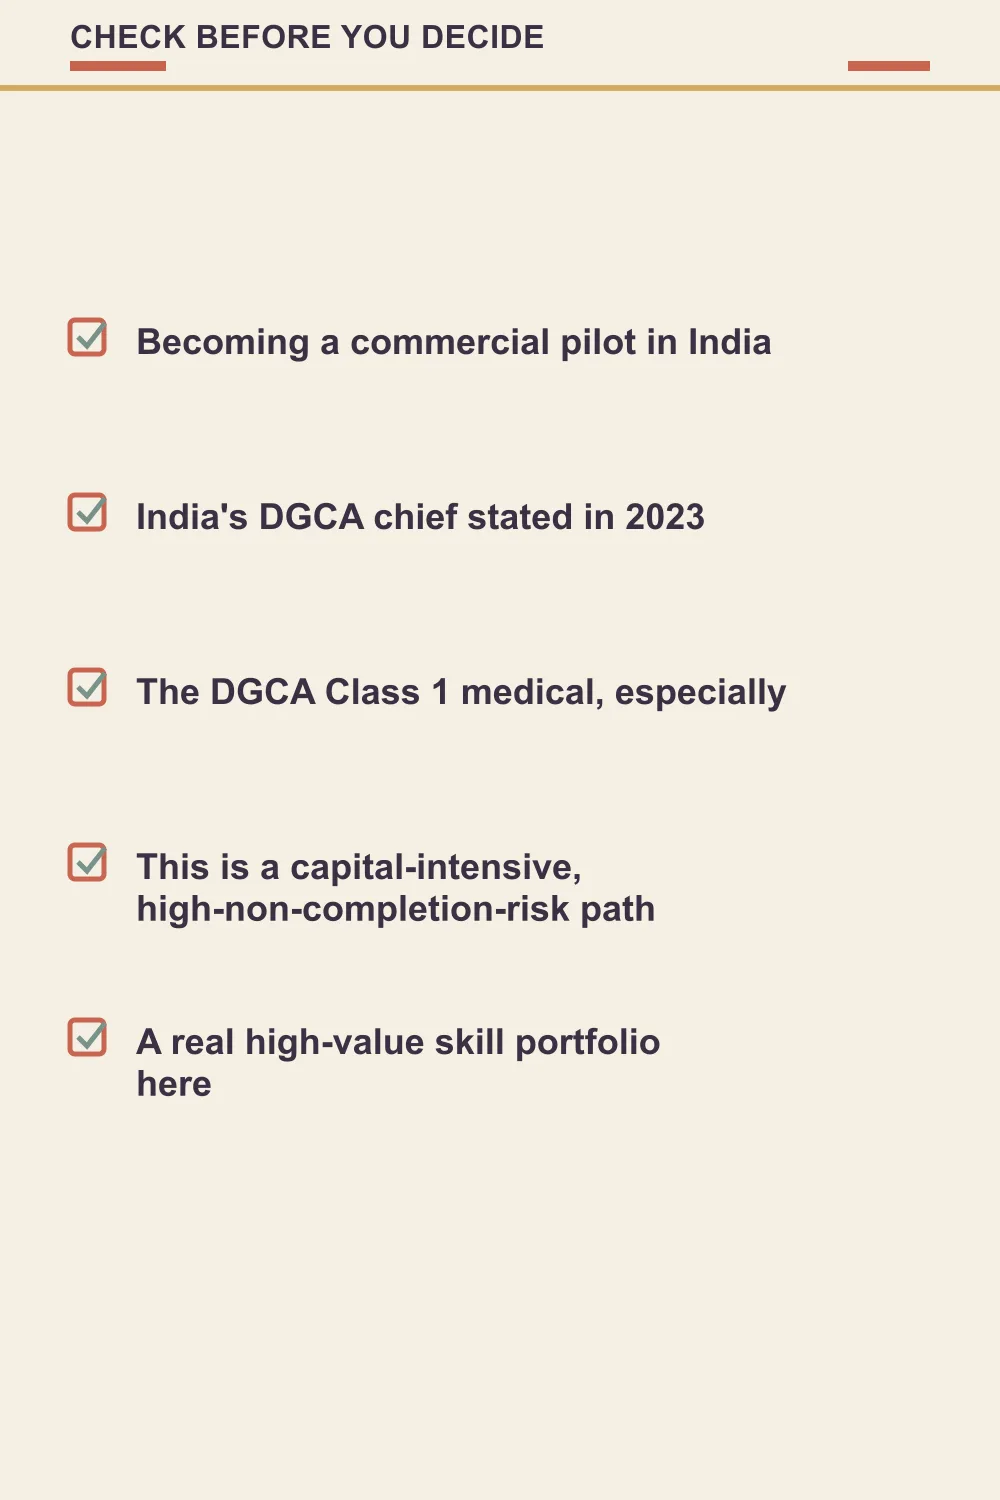 CHECK BEFORE YOU DECIDE
Becoming a commercial pilot in India
India's DGCA chief stated in 2023
The DGCA Class 1 medical, especially
This is a capital-intensive,
high-non-completion-risk path
A real high-value skill portfolio
here